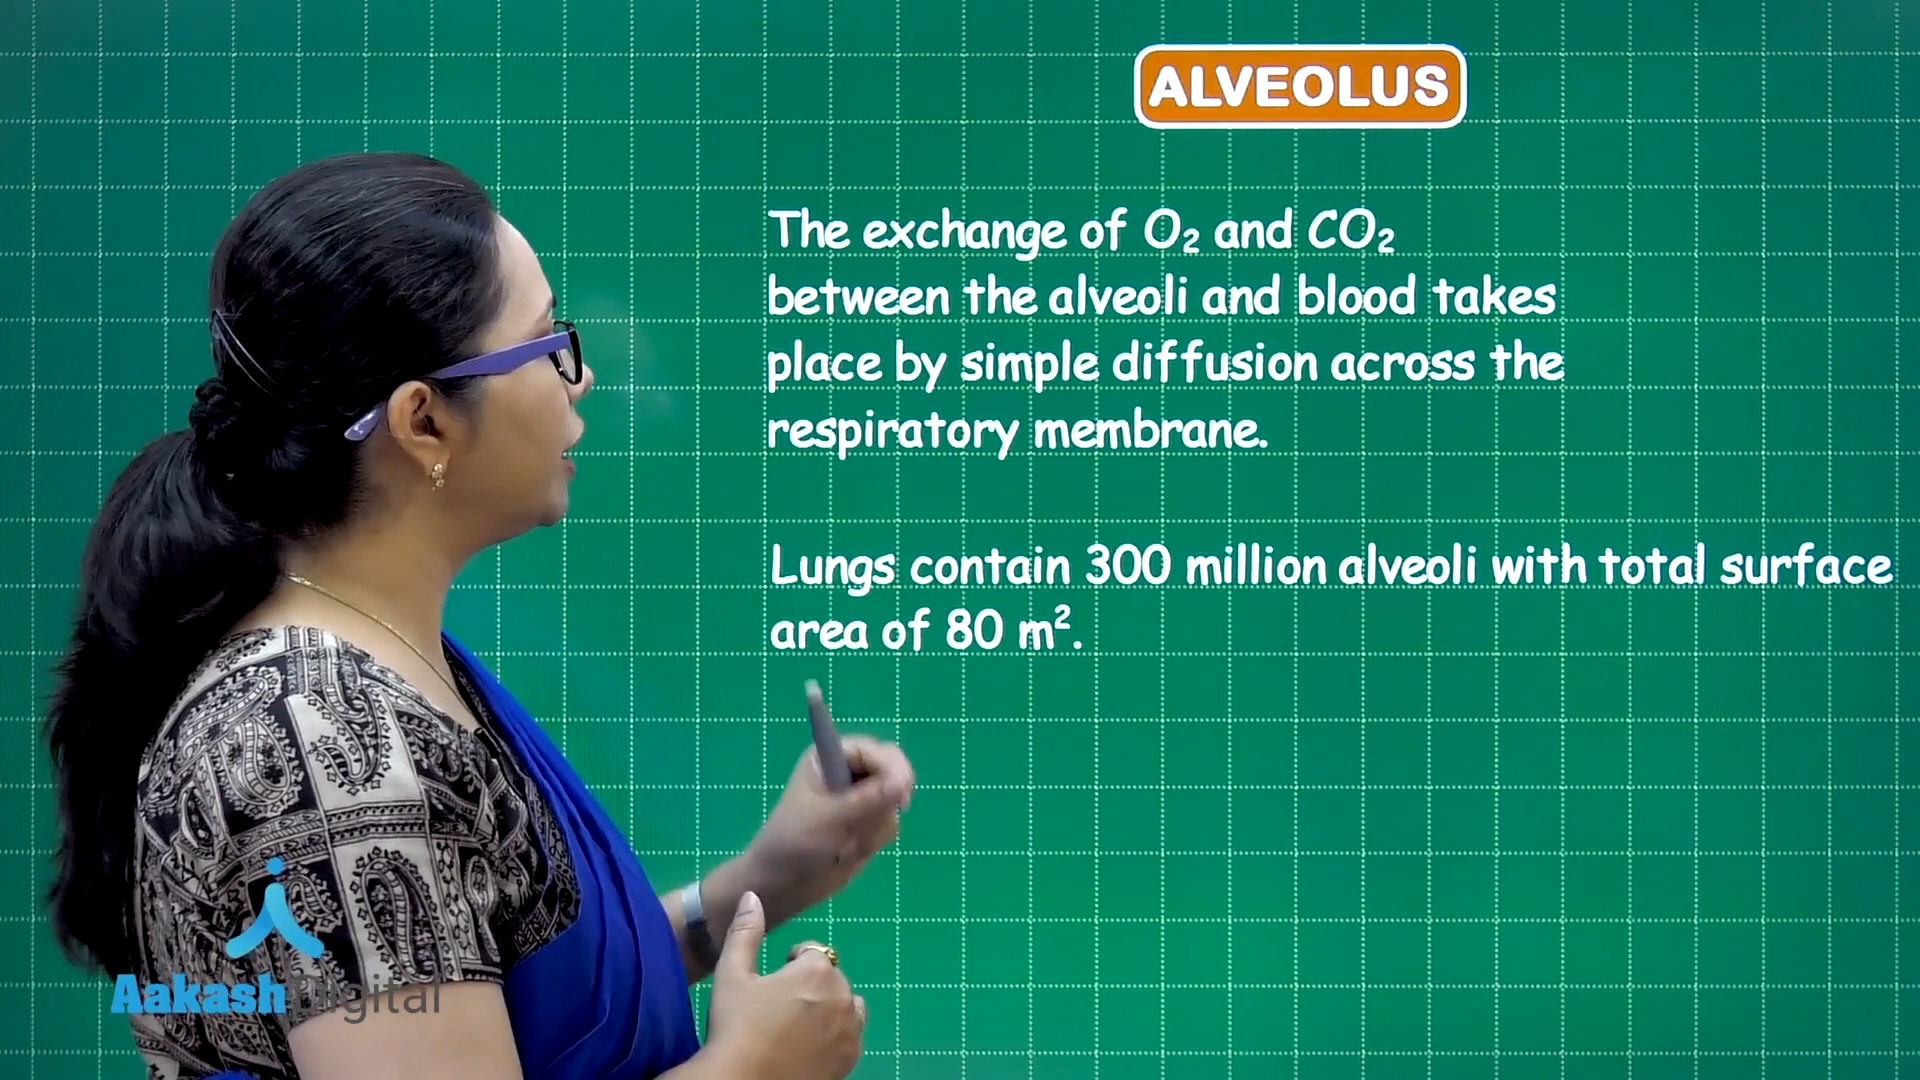 ALVEOLUS
The exchange of O₂ and CO₂
between the alveoli and blood takes
place by simple diffusion across the
respiratory membrane.
Lungs contain 300 million alveoli with total surface
area of 80 m².
Aakash Digital